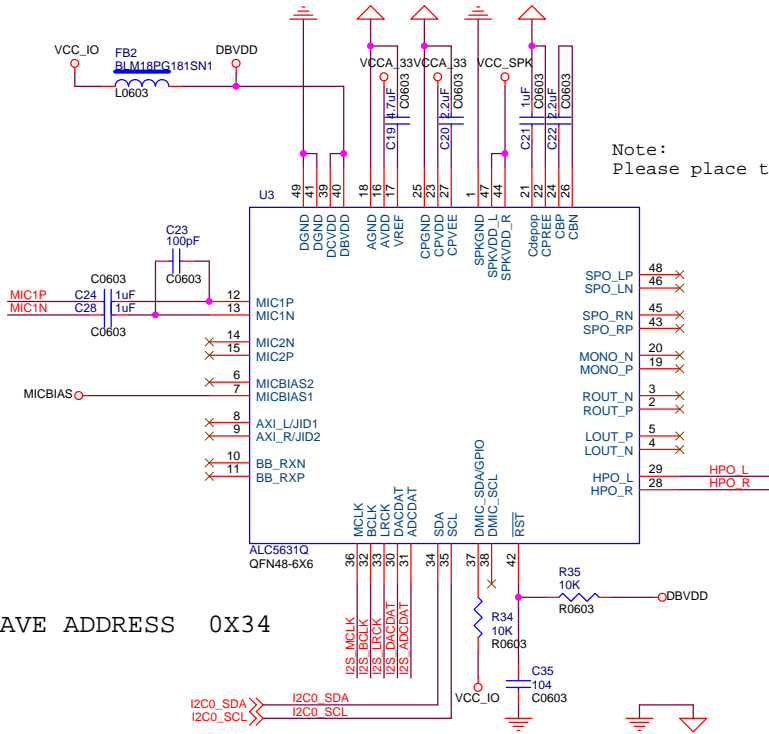 VCC_IO
FB2
BLM18PG181SN1
L0603
DBVDD
VCCA_33
VCCA_33
VCC_SPK
C19 4.7uF
C0603
C20 2.2uF
C0603
C21 1uF
C0603
C22 2.2uF
C0603
Note:
Please place t
U3
49 DGND
41 DGND
39 DCVDD
40 DBVDD
18 AGND
16 AVDD
17 VREF
25 CPGND
23 CPVDD
27 CPVEE
1 SPKGND
47 SPKVDD_L
44 SPKVDD_R
21 Cdepop
22 CPREE
24 CBP
26 CBN
C23
100pF
C0603
C0603
MIC1P C24 1uF 12 MIC1P
MIC1N C28 1uF 13 MIC1N
C0603
14 MIC2N
15 MIC2P
6 MICBIAS2
MICBIAS 7 MICBIAS1
8 AXI_L/JID1
9 AXI_R/JID2
10 BB_RXN
11 BB_RXP
SPO_LP 48
SPO_LN 46
SPO_RN 45
SPO_RP 43
MONO_N 20
MONO_P 19
ROUT_N 3
ROUT_P 2
LOUT_P 5
LOUT_N 4
HPO_L 29 HPO_L
HPO_R 28 HPO_R
MCLK 36 I2S_MCLK
BCLK 32 I2S_BCLK
LRCK 33 I2S_LRCK
DACDAT 30 I2S_DACDAT
ADCDAT 31 I2S_ADCDAT
SDA 34
SCL 35
DMIC_SDA/GPIO 37
DMIC_SCL 38
RST 42
ALC5631Q
QFN48-6X6
R35
10K
R0603
DBVDD
R34
10K
R0603
VCC_IO
C35
104
C0603
AVE ADDRESS 0X34
I2C0_SDA I2C0_SDA
I2C0_SCL I2C0_SCL